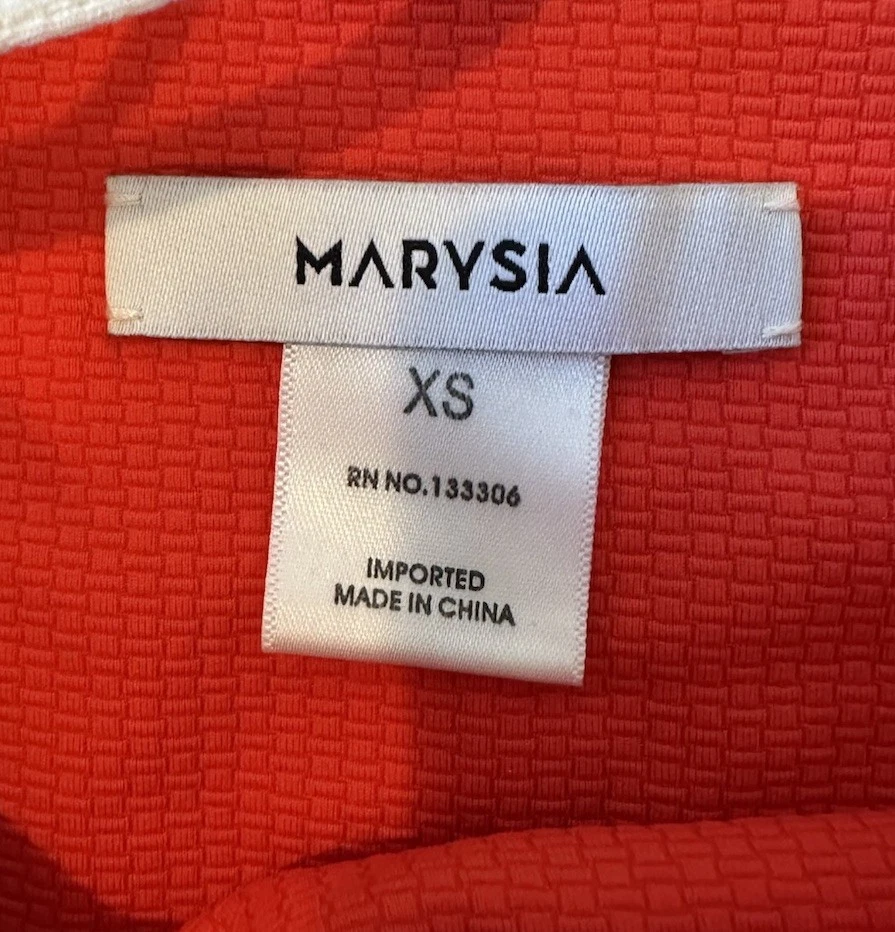 MARYSIA
XS
RN NO.133306
IMPORTED
MADE IN CHINA